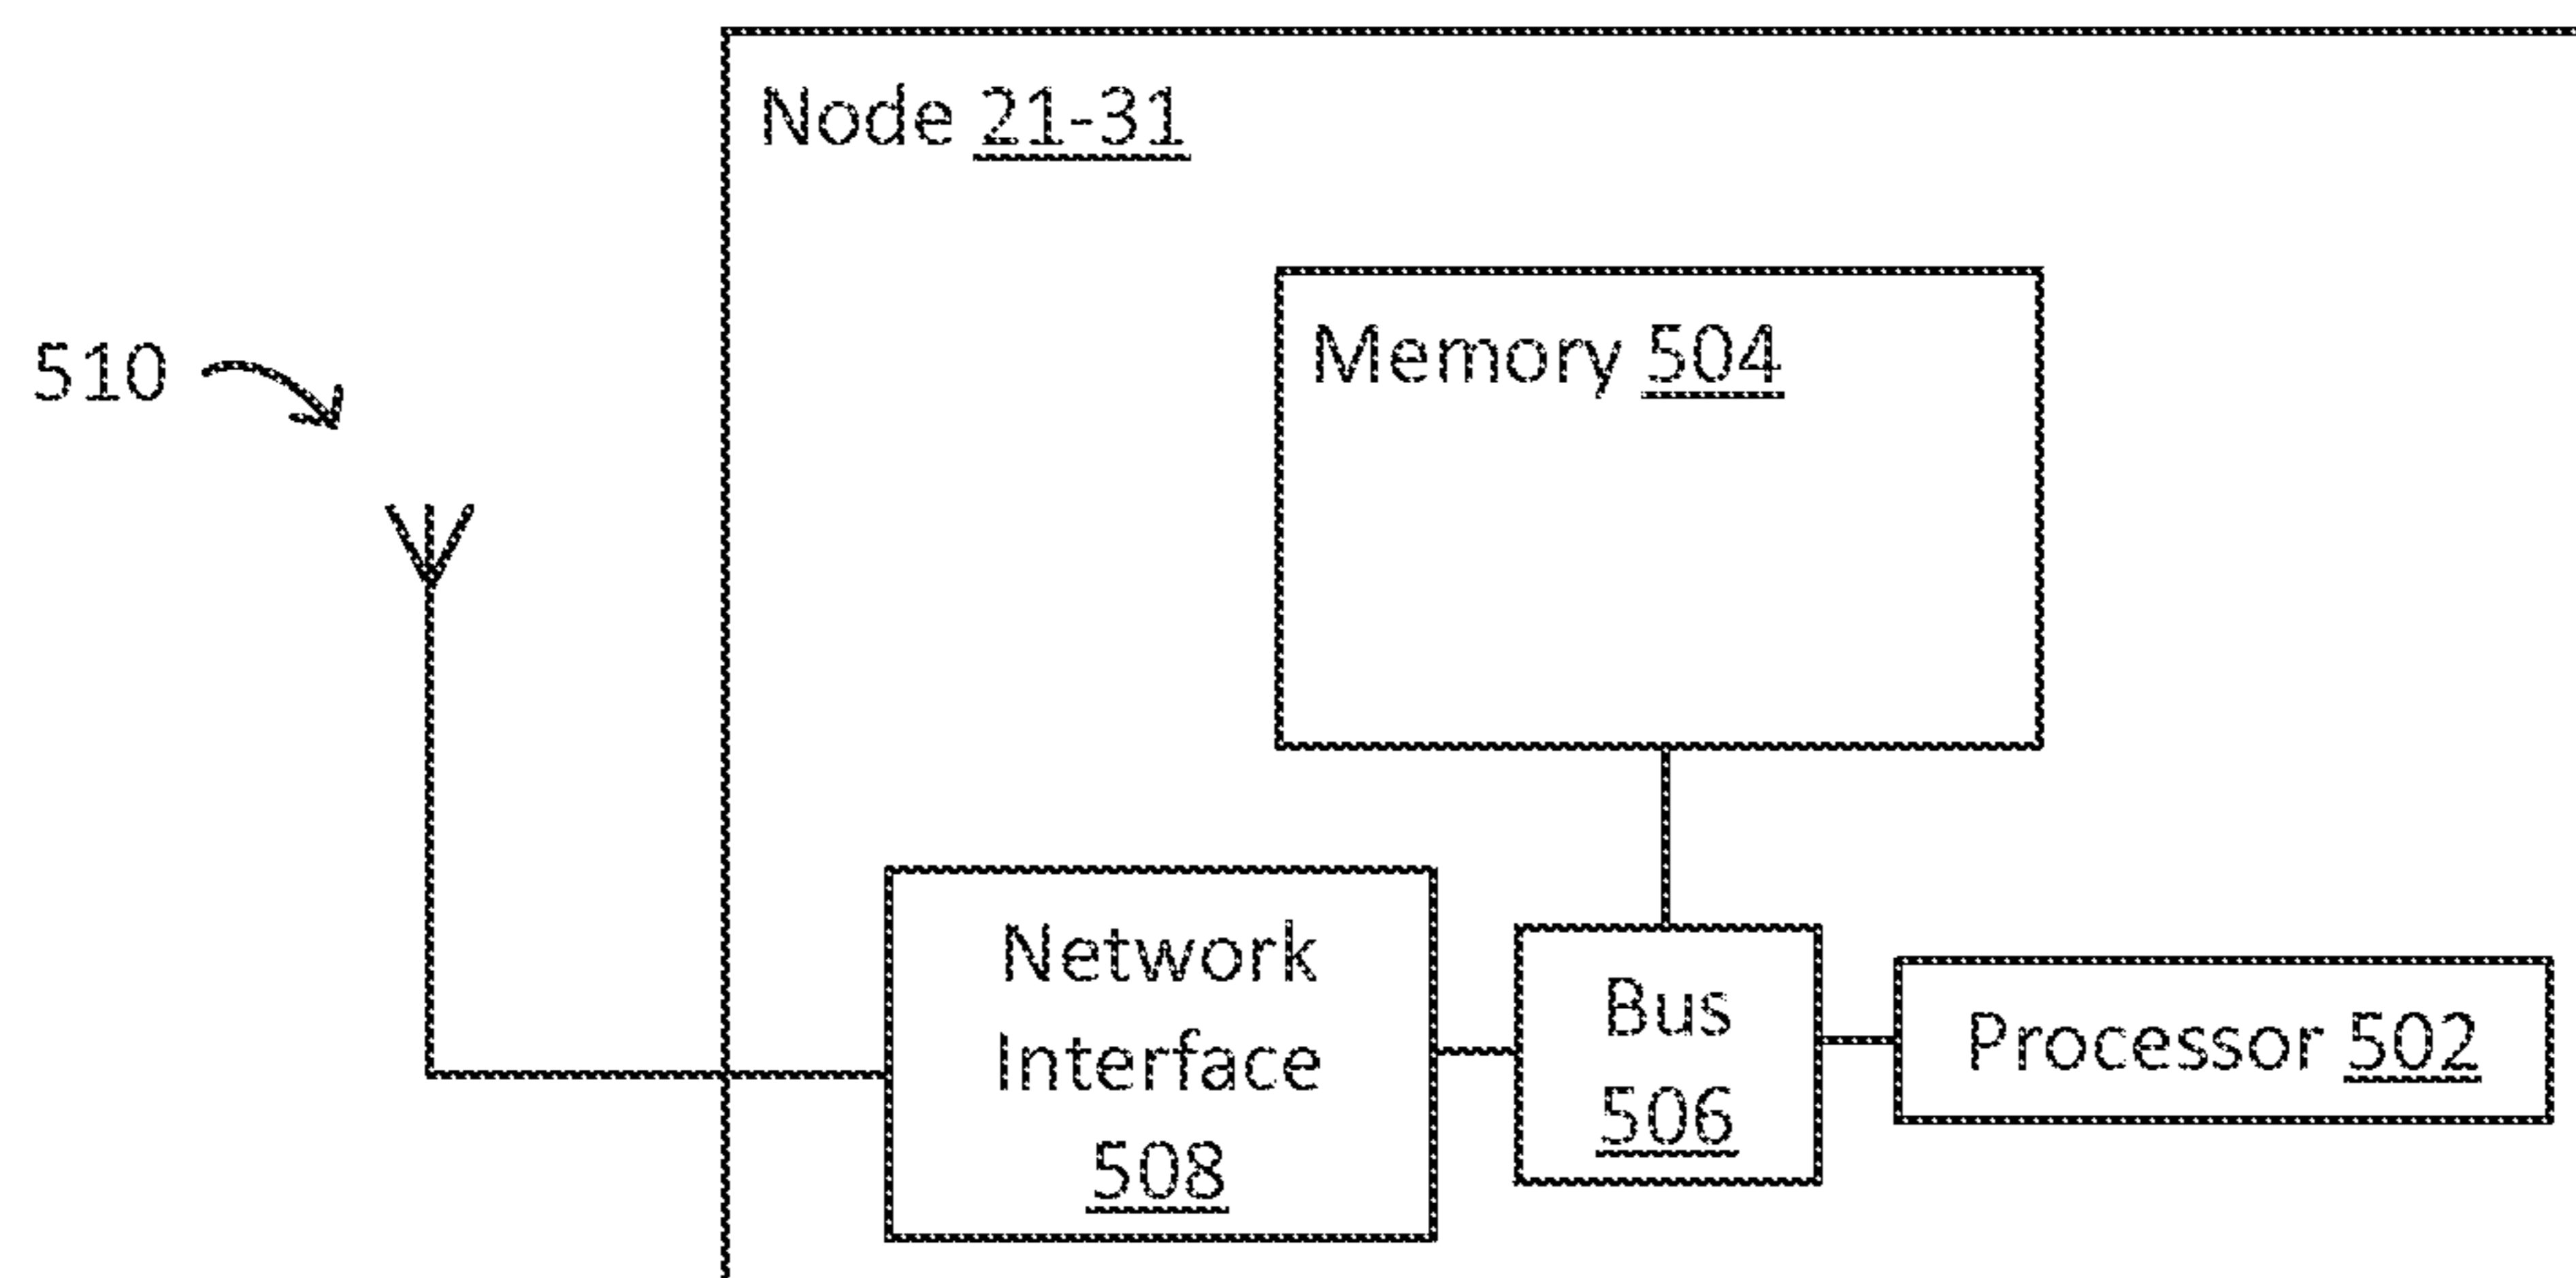 Node 21-31
510
Memory 504
Network
Interface
508
Bus
506
Processor 502